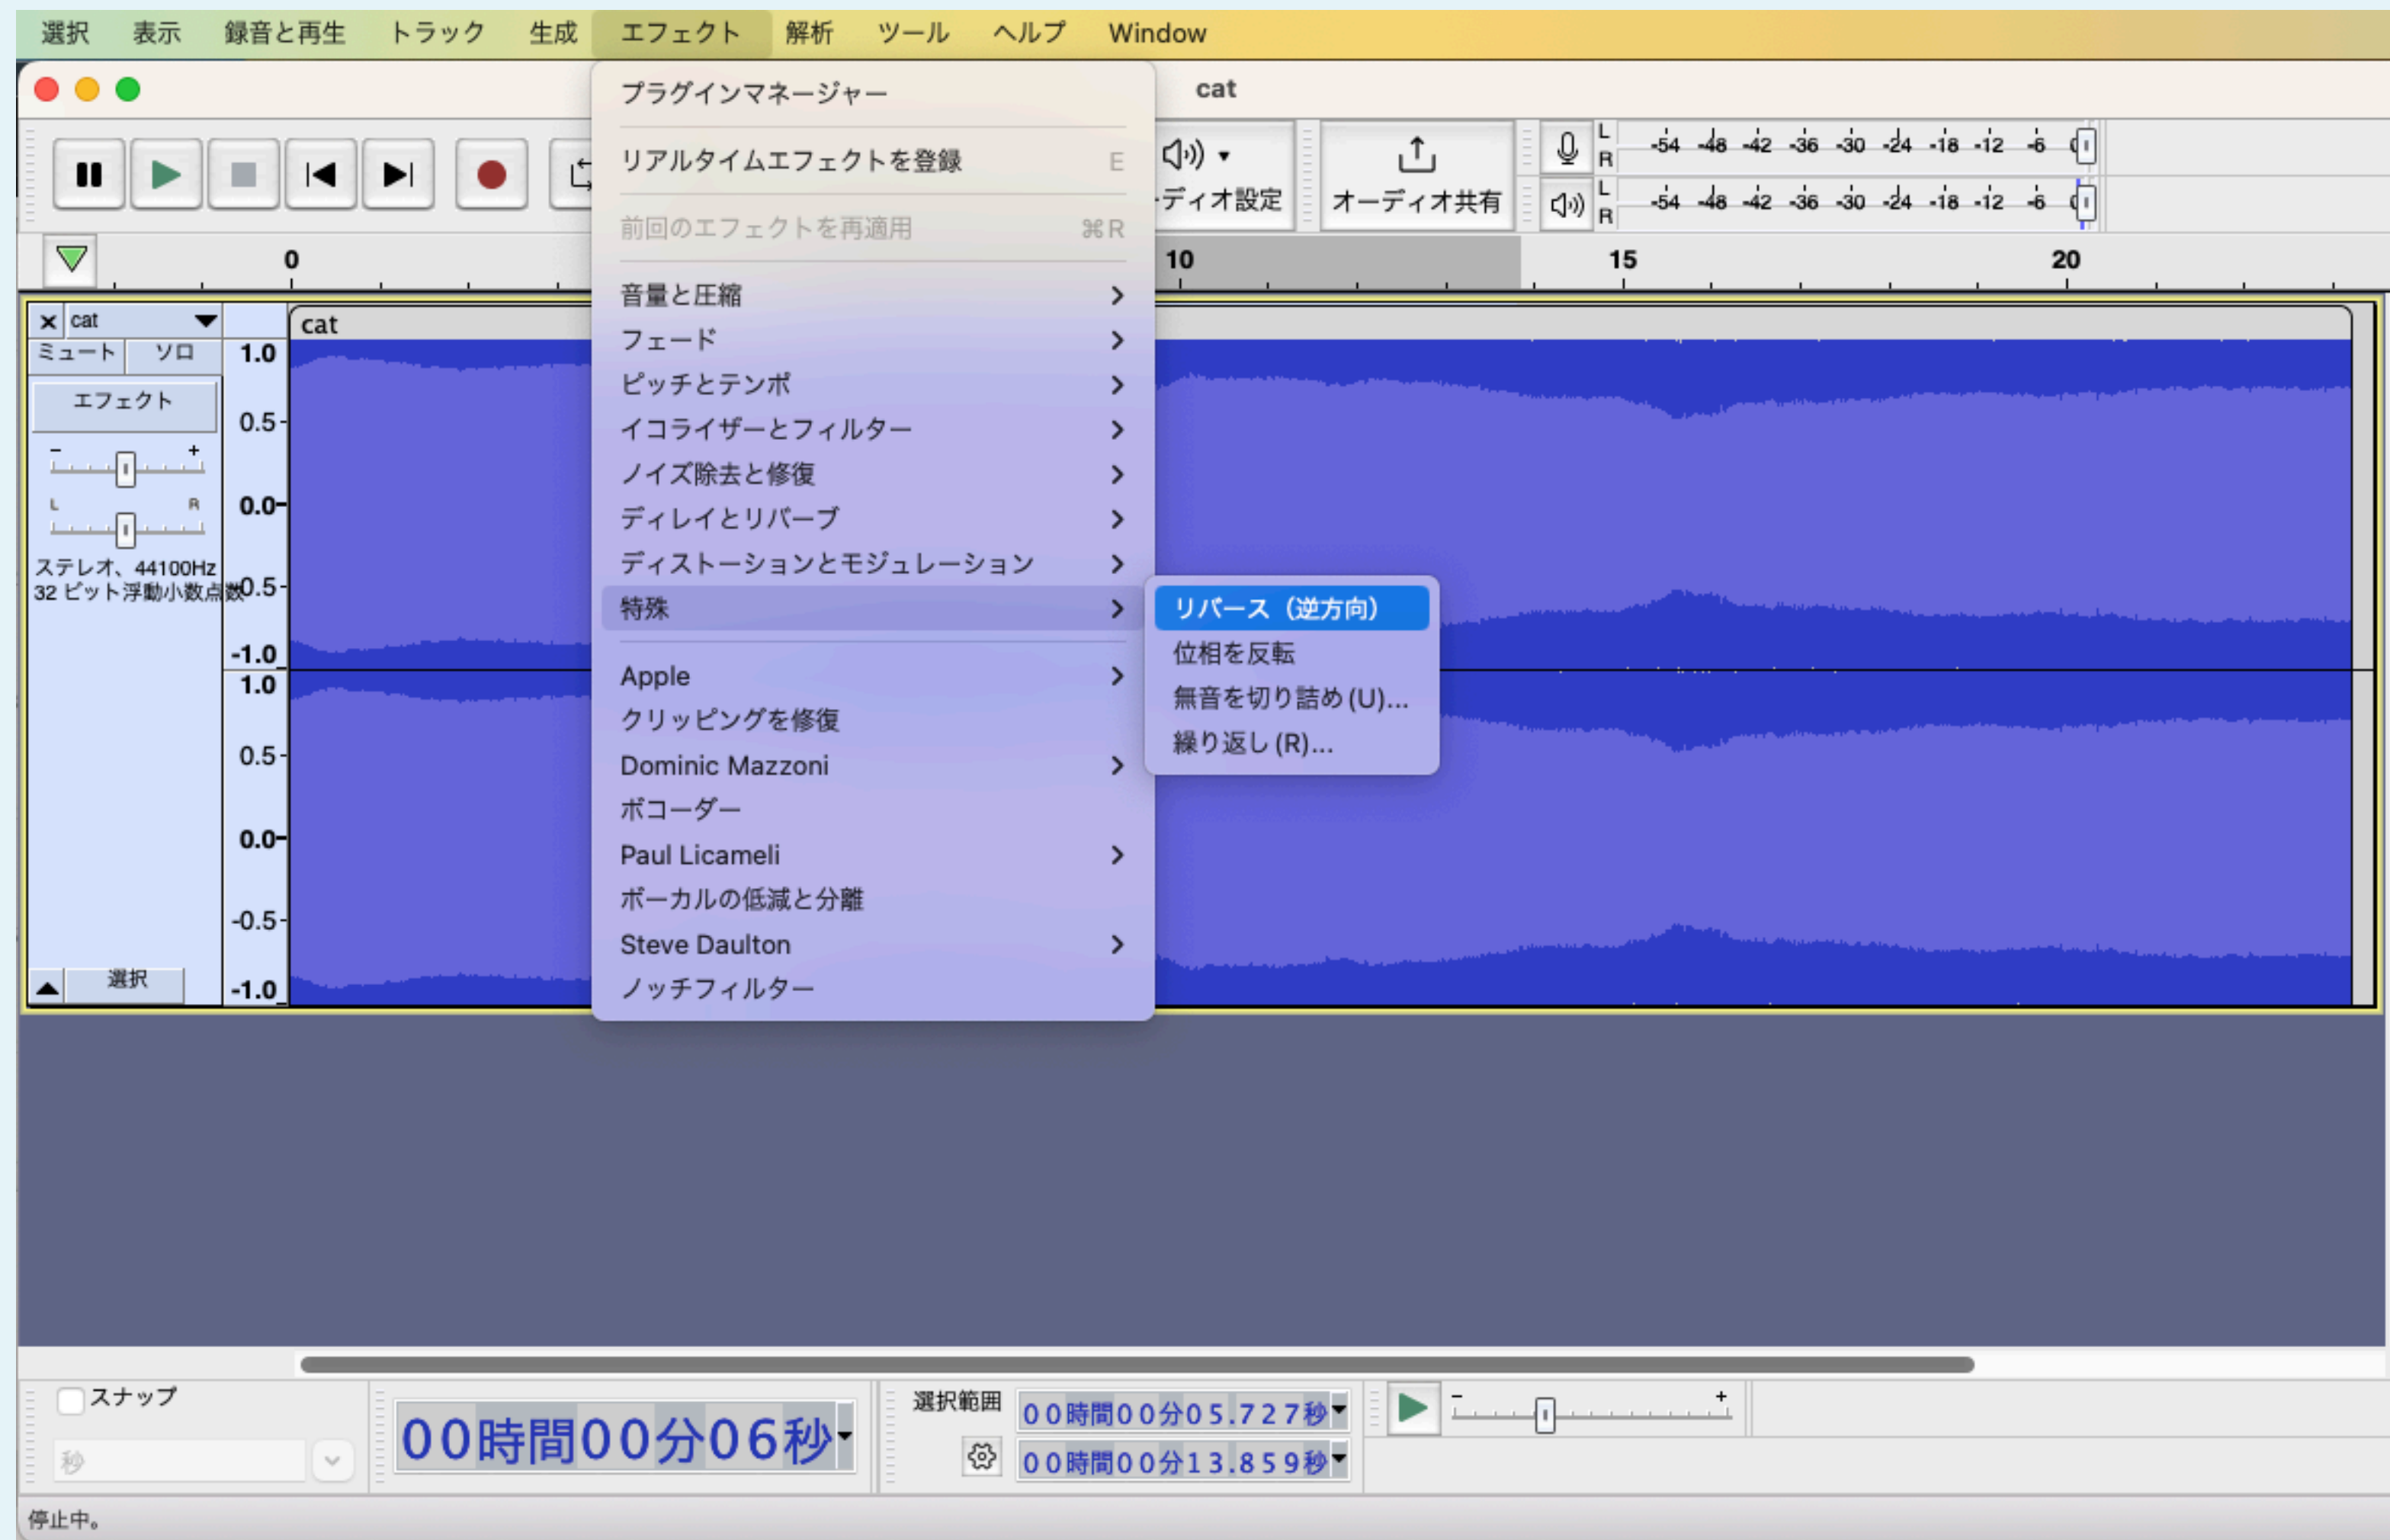 選択 表示 録音と再生 トラック 生成 エフェクト 解析 ツール ヘルプ Window
cat
プラグインマネージャー
リアルタイムエフェクトを登録 E
前回のエフェクトを再適用 ⌘R
音量と圧縮
フェード
ピッチとテンポ
イコライザーとフィルター
ノイズ除去と修復
ディレイとリバーブ
ディストーションとモジュレーション
特殊
Apple
クリッピングを修復
Dominic Mazzoni
ボコーダー
Paul Licameli
ボーカルの低減と分離
Steve Daulton
ノッチフィルター
リバース（逆方向）
位相を反転
無音を切り詰め(U)...
繰り返し(R)...
ーディオ設定
オーディオ共有
L
R
-54 -48 -42 -36 -30 -24 -18 -12 -6
L
R
-54 -48 -42 -36 -30 -24 -18 -12 -6
0 10 15 20
cat
cat
ミュート ソロ
エフェクト
- +
L R
ステレオ、44100Hz
32 ビット浮動小数点数
選択
1.0
0.5
0.0
-0.5
-1.0
1.0
0.5
0.0
-0.5
-1.0
スナップ
秒
00時間00分06秒
選択範囲
00時間00分05.727秒
00時間00分13.859秒
- +
停止中。